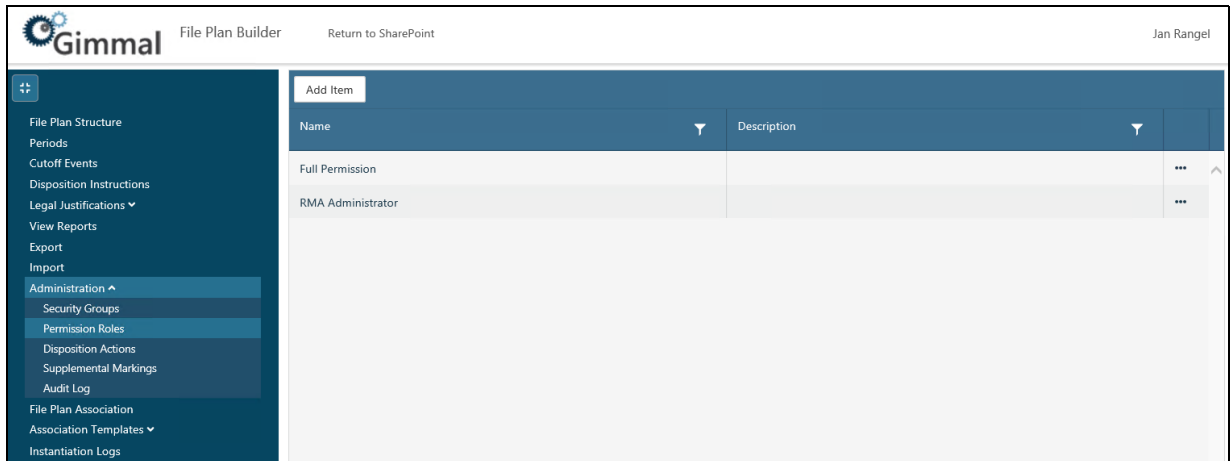 Gimmal File Plan Builder Return to SharePoint Jan Rangel
Add Item
Name Description
Full Permission
RMA Administrator
File Plan Structure
Periods
Cutoff Events
Disposition Instructions
Legal Justifications
View Reports
Export
Import
Administration
Security Groups
Permission Roles
Disposition Actions
Supplemental Markings
Audit Log
File Plan Association
Association Templates
Instantiation Logs